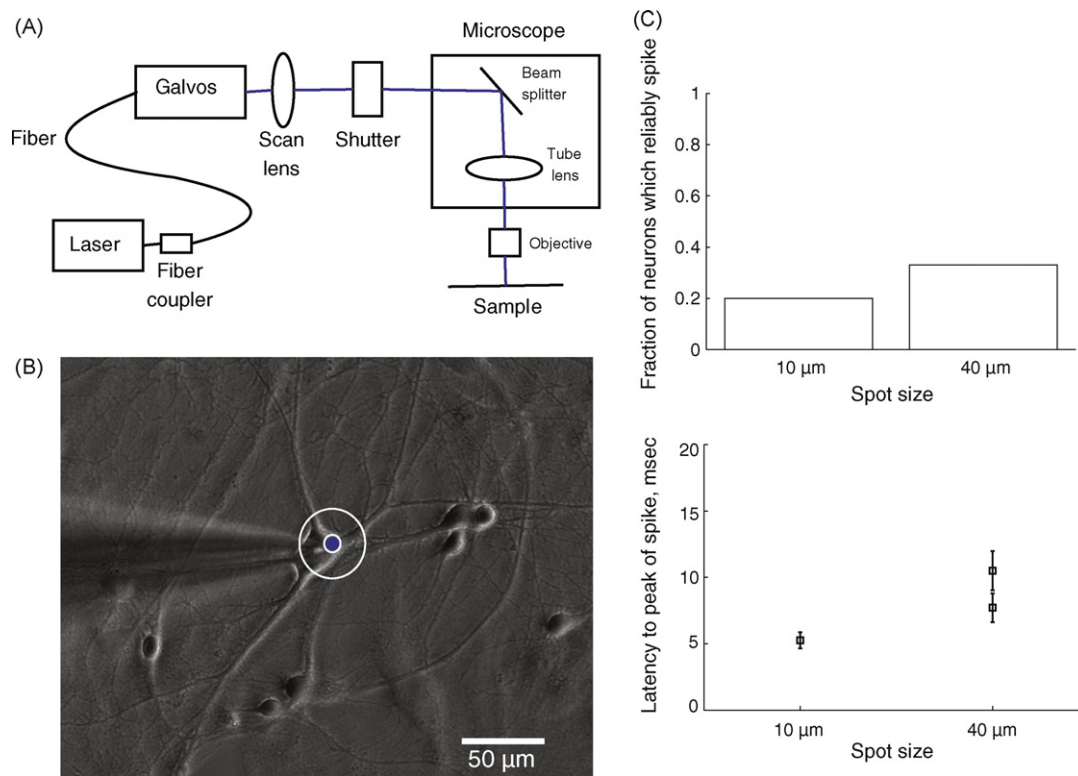 (A)
Microscope
Galvos
Beam
splitter
Fiber
Scan
lens
Shutter
Tube
lens
Laser
Fiber
coupler
Objective
Sample
(B)
50 µm
(C)
Fraction of neurons which reliably spike
1
0.8
0.6
0.4
0.2
0
10 µm
40 µm
Spot size
Latency to peak of spike, msec
20
15
10
5
0
10 µm
40 µm
Spot size